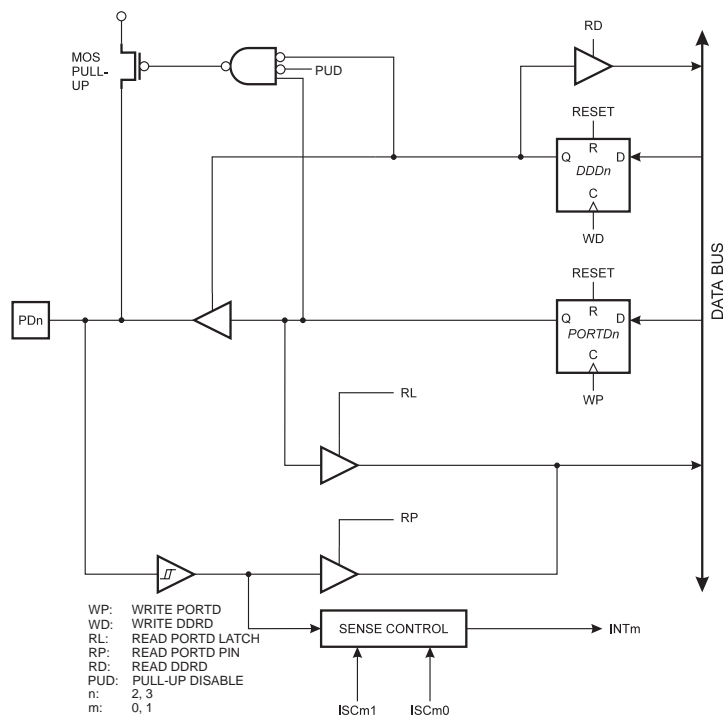 MOS
PULL-
UP
PUD
RD
RESET
R
Q
D
DDDn
C
WD
RESET
R
Q
D
PORTDn
C
WP
DATA BUS
PDn
RL
RP
SENSE CONTROL
INTm
ISCm1
ISCm0
WP: WRITE PORTD
WD: WRITE DDRD
RL: READ PORTD LATCH
RP: READ PORTD PIN
RD: READ DDRD
PUD: PULL-UP DISABLE
n: 2, 3
m: 0, 1